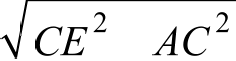 √CE² AC²